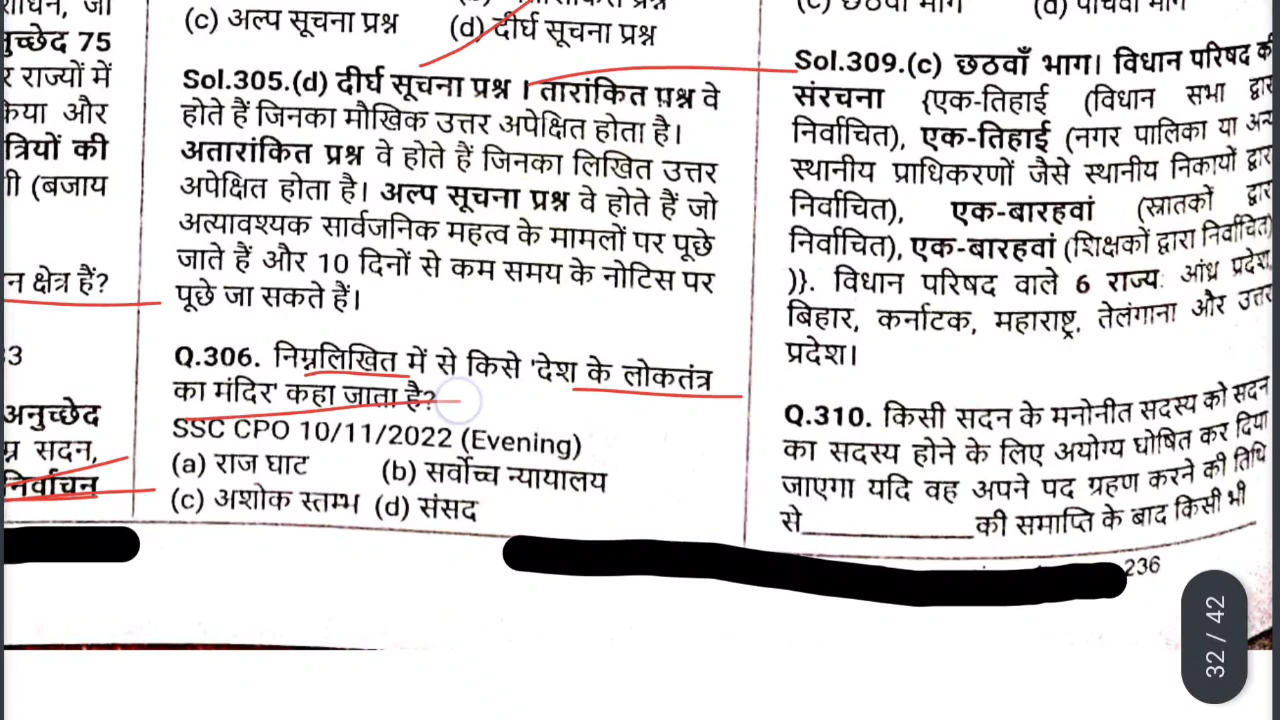 नुच्छेद 75
र राज्यों में
केया और
त्रियों की
गी (बजाय
न क्षेत्र हैं?
33
अनुच्छेद
म्न सदन,
निर्वाचन
(c) अल्प सूचना प्रश्न (d) दीर्घ सूचना प्रश्न
Sol.305.(d) दीर्घ सूचना प्रश्न । तारांकित प्रश्न वे
होते हैं जिनका मौखिक उत्तर अपेक्षित होता है।
अतारांकित प्रश्न वे होते हैं जिनका लिखित उत्तर
अपेक्षित होता है। अल्प सूचना प्रश्न वे होते हैं जो
अत्यावश्यक सार्वजनिक महत्व के मामलों पर पूछे
जाते हैं और 10 दिनों से कम समय के नोटिस पर
पूछे जा सकते हैं।
Q.306. निम्नलिखित में से किसे 'देश के लोकतंत्र
का मंदिर' कहा जाता है?
SSC CPO 10/11/2022 (Evening)
(a) राज घाट (b) सर्वोच्च न्यायालय
(c) अशोक स्तम्भ (d) संसद
(c) छठवाँ भाग (d) पाँचवाँ भाग
Sol.309.(c) छठवाँ भाग। विधान परिषद की
संरचना {एक-तिहाई (विधान सभा द्वार
निर्वाचित), एक-तिहाई (नगर पालिका या अन्य
स्थानीय प्राधिकरणों जैसे स्थानीय निकायों द्वार
निर्वाचित), एक-बारहवां (स्नातकों द्वार
निर्वाचित), एक-बारहवां (शिक्षकों द्वारा निर्वाचित)
)}. विधान परिषद वाले 6 राज्य: आंध्र प्रदेश,
बिहार, कर्नाटक, महाराष्ट्र, तेलंगाना और उत्तर
प्रदेश।
Q.310. किसी सदन के मनोनीत सदस्य को सदन
का सदस्य होने के लिए अयोग्य घोषित कर दिया
जाएगा यदि वह अपने पद ग्रहण करने की तिथि
से__________की समाप्ति के बाद किसी भी
236
32 / 42